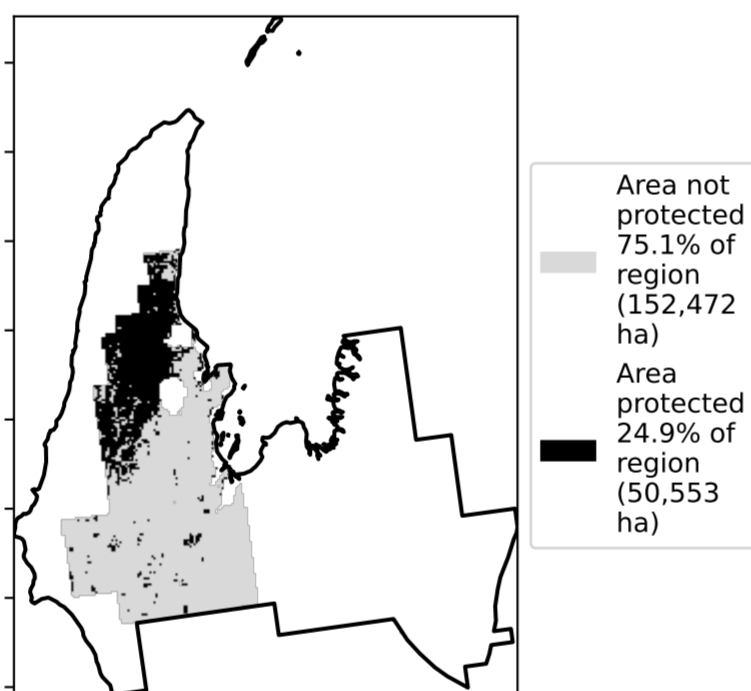 Area not
protected
75.1% of
region
(152,472
ha)
Area
protected
24.9% of
region
(50,553
ha)